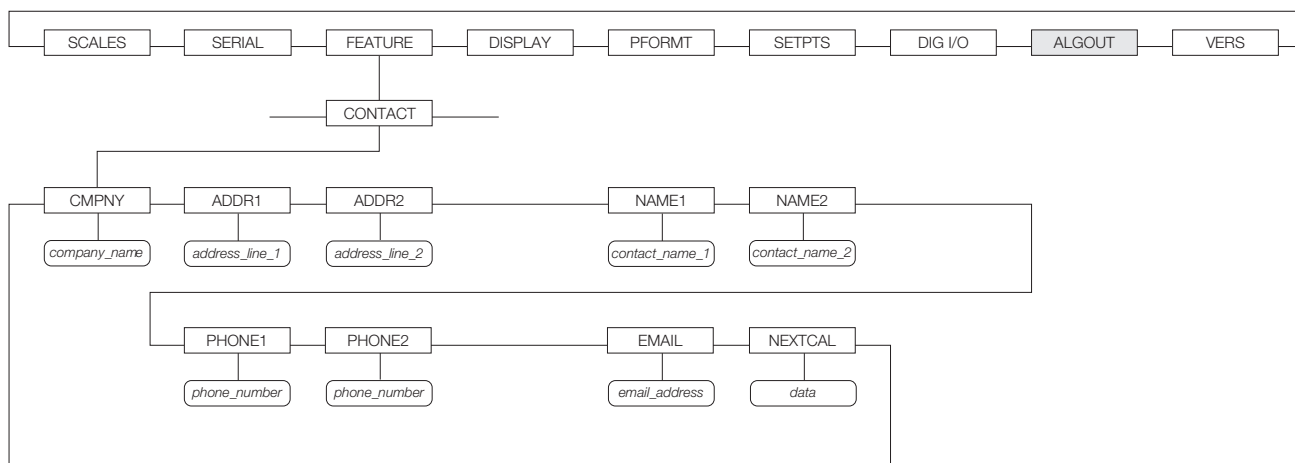 SCALES SERIAL FEATURE DISPLAY PFORMT SETPTS DIG I/O ALGOUT VERS
CONTACT
CMPNY ADDR1 ADDR2 NAME1 NAME2
company_name address_line_1 address_line_2 contact_name_1 contact_name_2
PHONE1 PHONE2 EMAIL NEXTCAL
phone_number phone_number email_address data